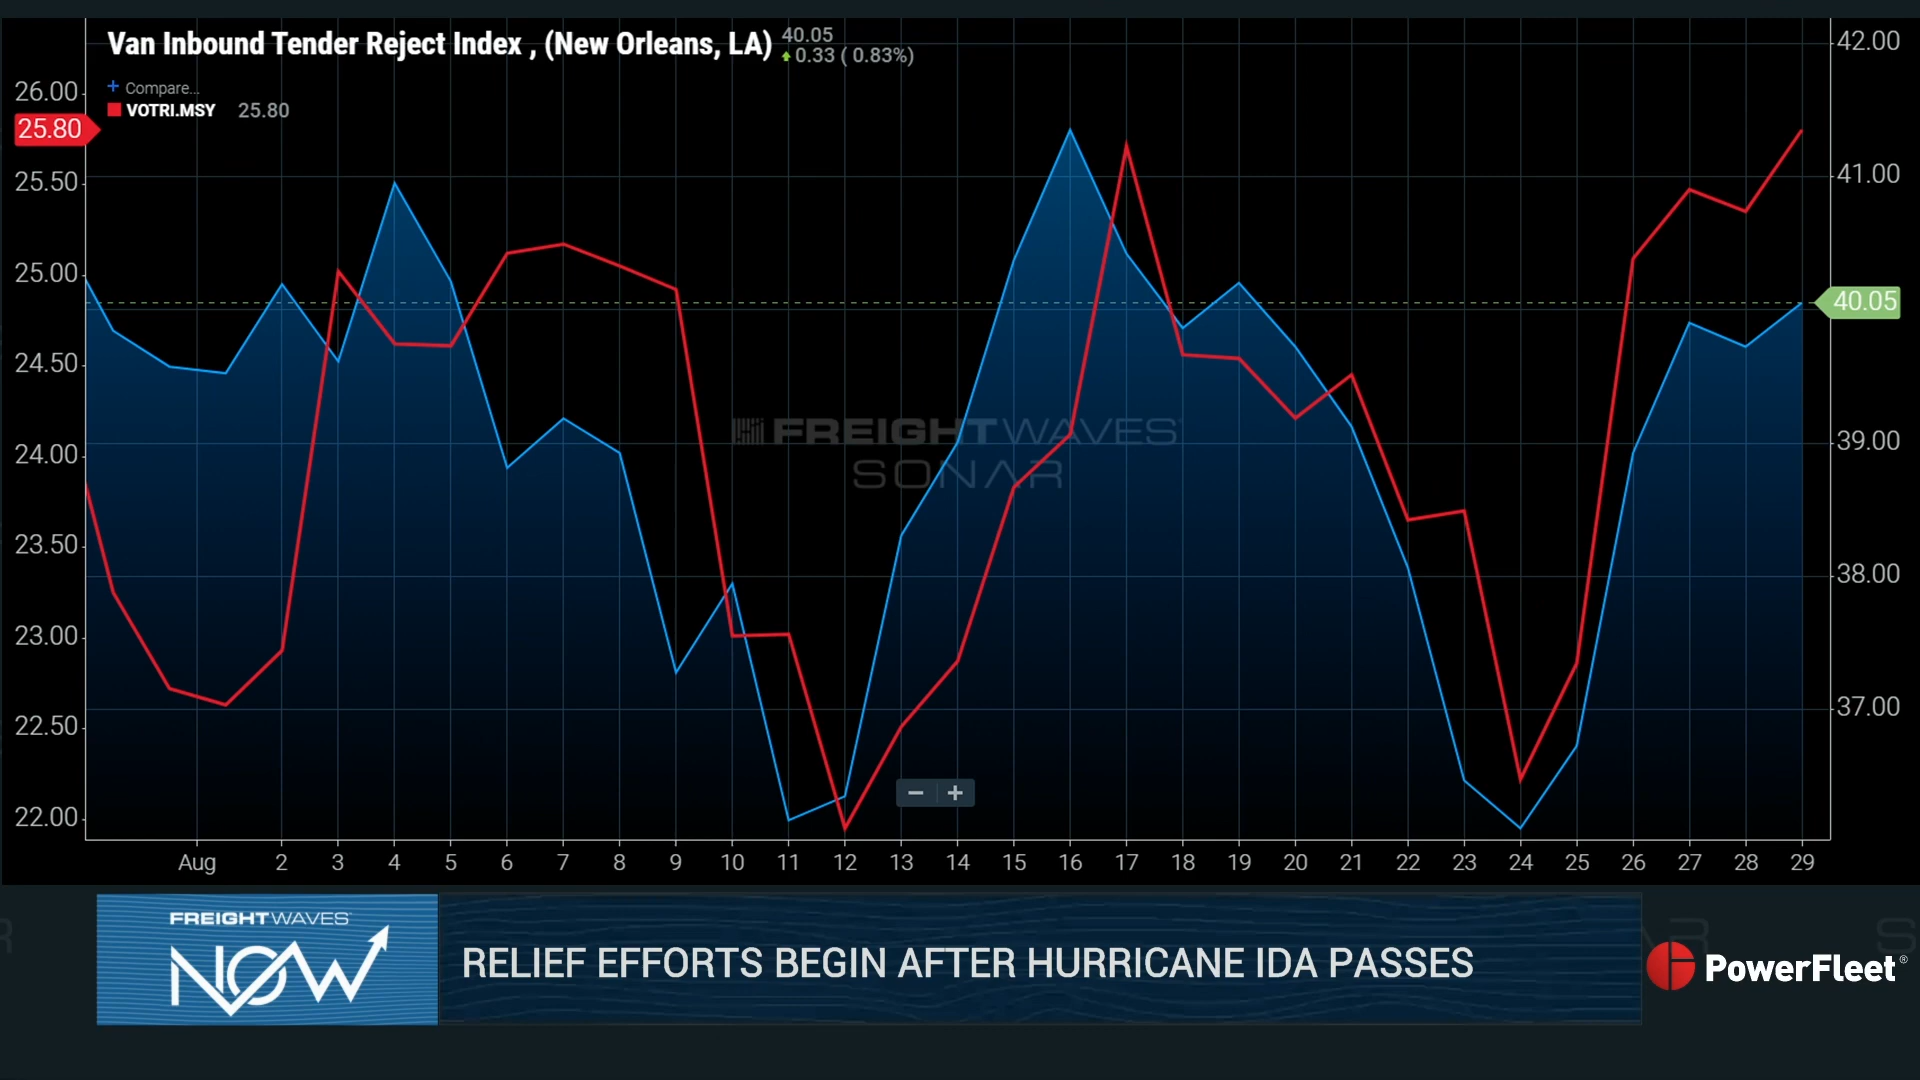 Van Inbound Tender Reject Index , (New Orleans, LA)
40.05
0.33 ( 0.83%)
+ Compare...
VOTRI.MSY 25.80
26.00
25.80
25.50
25.00
24.50
24.00
23.50
23.00
22.50
22.00
42.00
41.00
40.05
39.00
38.00
37.00
FREIGHTWAVES
SONAR
− +
Aug 2 3 4 5 6 7 8 9 10 11 12 13 14 15 16 17 18 19 20 21 22 23 24 25 26 27 28 29
FREIGHTWAVES
NOW
RELIEF EFFORTS BEGIN AFTER HURRICANE IDA PASSES
PowerFleet®